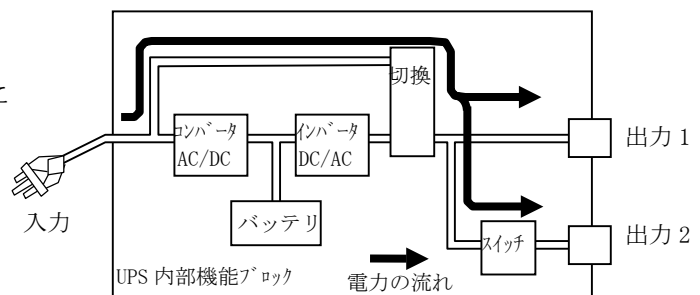 切換
と
コンバータ
AC/DC
インバータ
DC/AC
出力 1
入力
バッテリ
スイッチ
出力 2
UPS 内部機能ブロック
電力の流れ